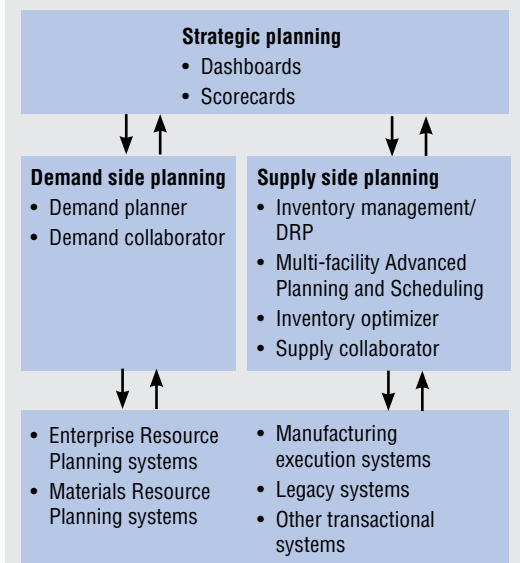 Strategic planning
• Dashboards
• Scorecards
Demand side planning
• Demand planner
• Demand collaborator
Supply side planning
• Inventory management/
DRP
• Multi-facility Advanced
Planning and Scheduling
• Inventory optimizer
• Supply collaborator
• Enterprise Resource
Planning systems
• Materials Resource
Planning systems
• Manufacturing
execution systems
• Legacy systems
• Other transactional
systems